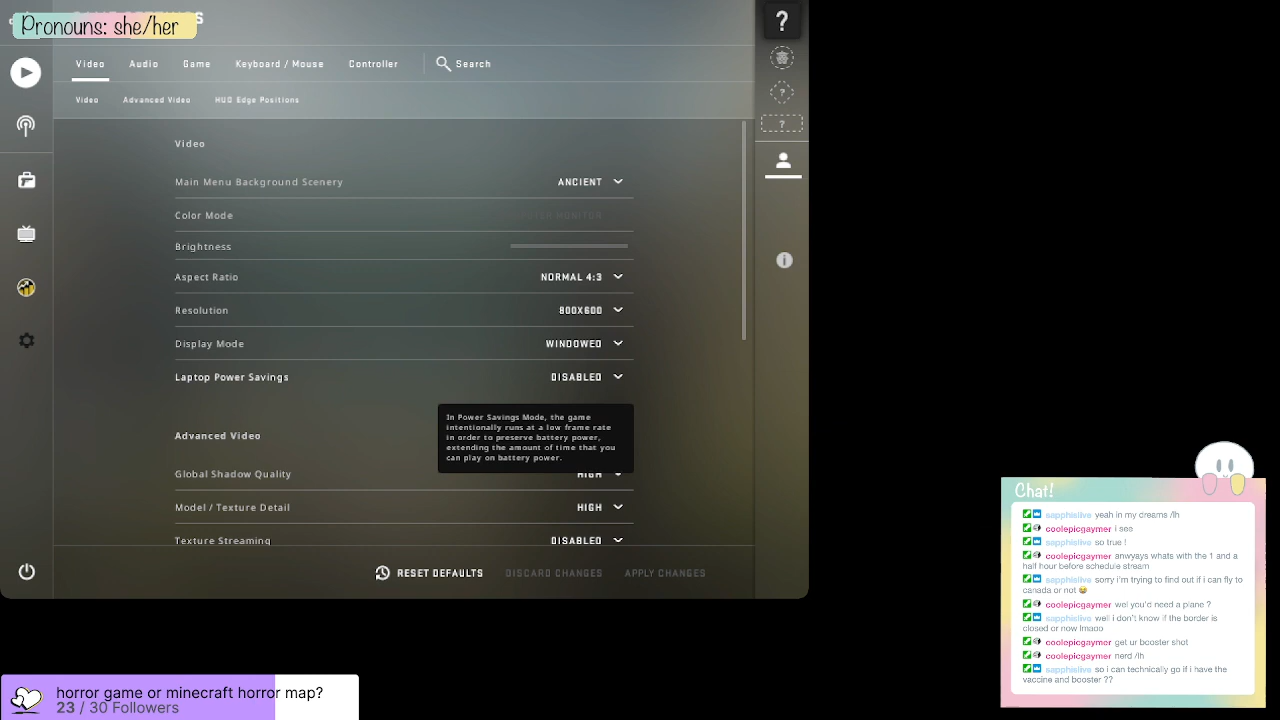 Pronouns: she/her
Video Audio Game Keyboard / Mouse Controller Search
Video Advanced Video HUD Edge Positions
Video
Main Menu Background Scenery ANCIENT
Color Mode
Brightness
Aspect Ratio NORMAL 4:3
Resolution 800X600
Display Mode WINDOWED
Laptop Power Savings DISABLED
In Power Savings Mode, the game
intentionally runs at a low frame rate
in order to preserve battery power,
extending the amount of time that you
can play on battery power.
Advanced Video
Global Shadow Quality HIGH
Model / Texture Detail HIGH
Texture Streaming DISABLED
RESET DEFAULTS DISCARD CHANGES APPLY CHANGES
?
?
?
horror game or minecraft horror map?
23 / 30 Followers
Chat!
sapphislive yeah in my dreams /lh
coolepicgaymer i see
sapphislive so true !
coolepicgaymer anwyays whats with the 1 and a
half hour before schedule stream
sapphislive sorry i'm trying to find out if i can fly to
canada or not 😂
coolepicgaymer wel you'd need a plane ?
sapphislive well i don't know if the border is
closed or now lmaoo
coolepicgaymer get ur booster shot
coolepicgaymer nerd /lh
sapphislive so i can technically go if i have the
vaccine and booster ??